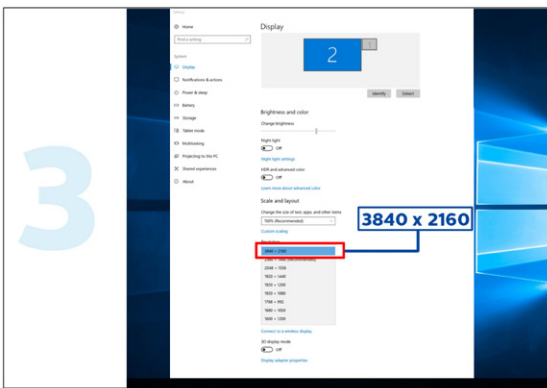 3
Home
Find a setting
System
Display
Notifications & actions
Power & sleep
Battery
Storage
Tablet mode
Multitasking
Projecting to this PC
Shared experiences
About
Display
2
1
Identify
Detect
Brightness and color
Change brightness
Night light
Off
Night light settings
HDR and advanced color
Off
Learn more about advanced color
Scale and layout
Change the size of text, apps, and other items
100% (Recommended)
Custom scaling
3840 × 2160
2048 × 1536
1920 × 1440
1920 × 1200
1920 × 1080
1680 × 1050
1600 × 1200
Connect to a wireless display
3D display mode
Off
Display adapter properties
3840 x 2160